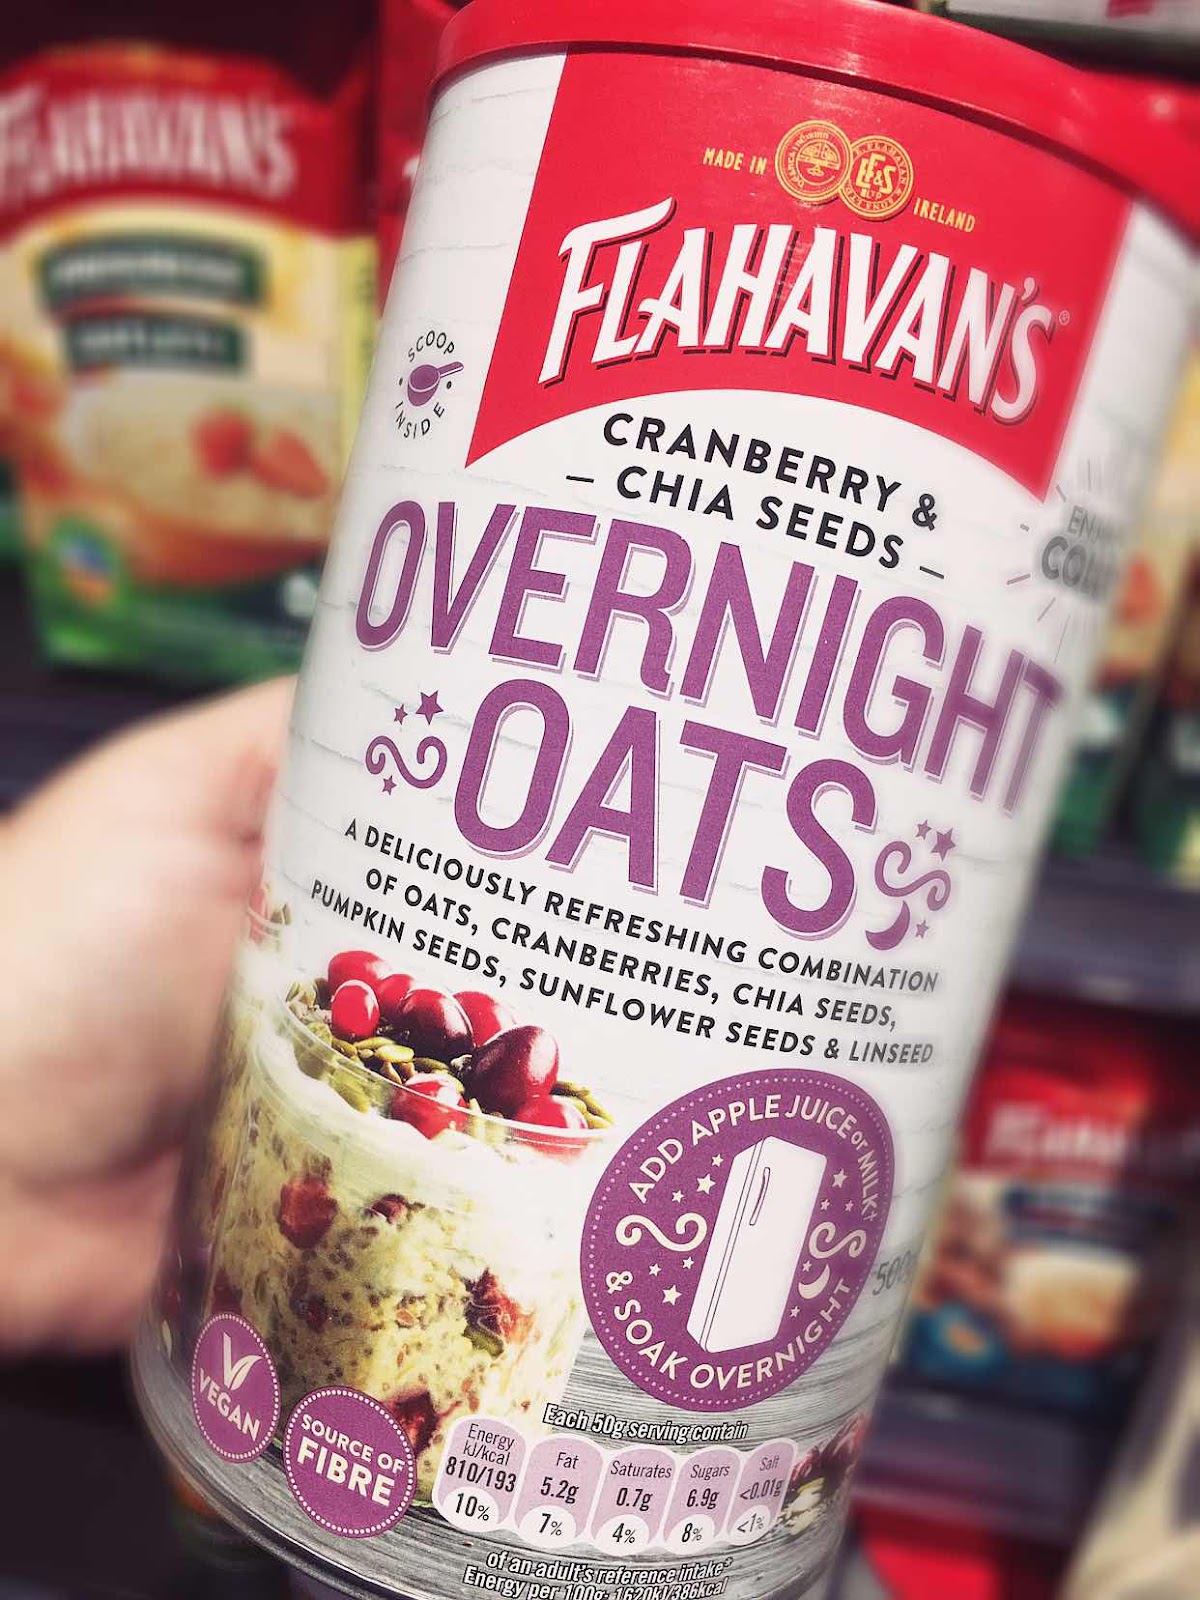 FLAHAVAN'S
MADE IN
IRELAND
EF&S
LTD
FLAHAVAN'S®
SCOOP
INSIDE
CRANBERRY &
– CHIA SEEDS –
OVERNIGHT
OATS
A DELICIOUSLY REFRESHING COMBINATION
OF OATS, CRANBERRIES, CHIA SEEDS,
PUMPKIN SEEDS, SUNFLOWER SEEDS & LINSEED
ADD APPLE JUICE or MILK†
& SOAK OVERNIGHT
VEGAN
SOURCE OF
FIBRE
Each 50g serving contain
Energy Fat Saturates Sugars Salt
kJ/kcal
810/193 5.2g 0.7g 6.9g <0.01g
10% 7% 4% 8% <1%
of an adult's reference intake*
Energy per 100g: 1620kJ/386kcal